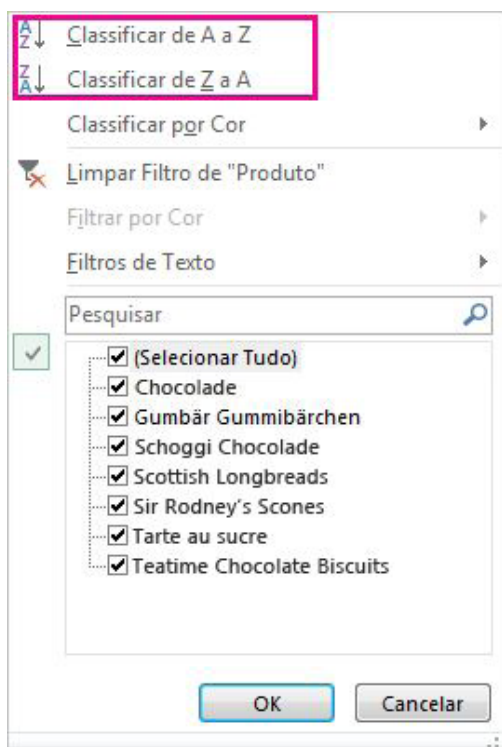 Classificar de A a Z
Classificar de Z a A
Classificar por Cor
Limpar Filtro de "Produto"
Filtrar por Cor
Filtros de Texto
Pesquisar
(Selecionar Tudo)
Chocolade
Gumbär Gummibärchen
Schoggi Chocolade
Scottish Longbreads
Sir Rodney's Scones
Tarte au sucre
Teatime Chocolate Biscuits
OK Cancelar